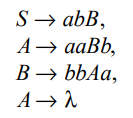 S → abB,
A → aaBb,
B → bbAa,
A → λ